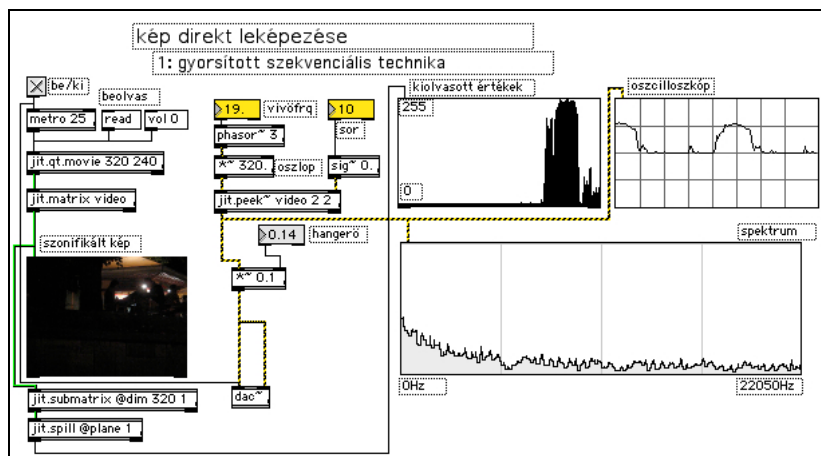 kép direkt leképezése
1: gyorsított szekvenciális technika
be/ki
beolvas
metro 25
read
vol 0
jit.qt.movie 320 240
jit.matrix video
szonifikált kép
jit.submatrix @dim 320 1
jit.spill @plane 1
19.
vivőfrq
10
sor
phasor~ 3
*~ 320.
oszlop
sig~ 0.
jit.peek~ video 2 2
0.14
hangerő
*~ 0.1
dac~
kiolvasott értékek
255
0
oszcilloszkóp
spektrum
0Hz
22050Hz